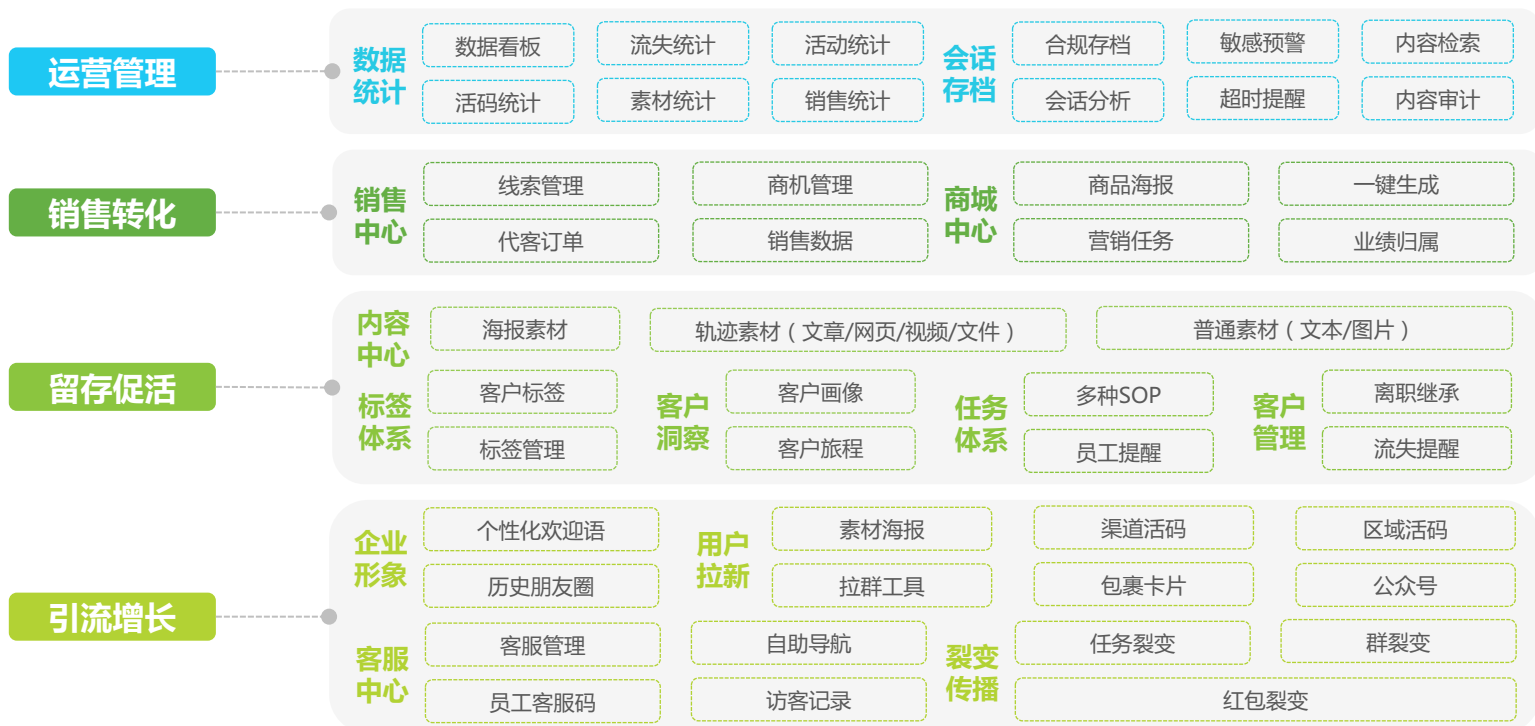 运营管理
数据
统计
数据看板
流失统计
活动统计
活码统计
素材统计
销售统计
会话
存档
合规存档
敏感预警
内容检索
会话分析
超时提醒
内容审计
销售转化
销售
中心
线索管理
商机管理
代客订单
销售数据
商城
中心
商品海报
一键生成
营销任务
业绩归属
留存促活
内容
中心
海报素材
轨迹素材（文章/网页/视频/文件）
普通素材（文本/图片）
标签
体系
客户标签
标签管理
客户
洞察
客户画像
客户旅程
任务
体系
多种SOP
员工提醒
客户
管理
离职继承
流失提醒
引流增长
企业
形象
个性化欢迎语
历史朋友圈
用户
拉新
素材海报
渠道活码
区域活码
拉群工具
包裹卡片
公众号
客服
中心
客服管理
自助导航
员工客服码
访客记录
裂变
传播
任务裂变
群裂变
红包裂变